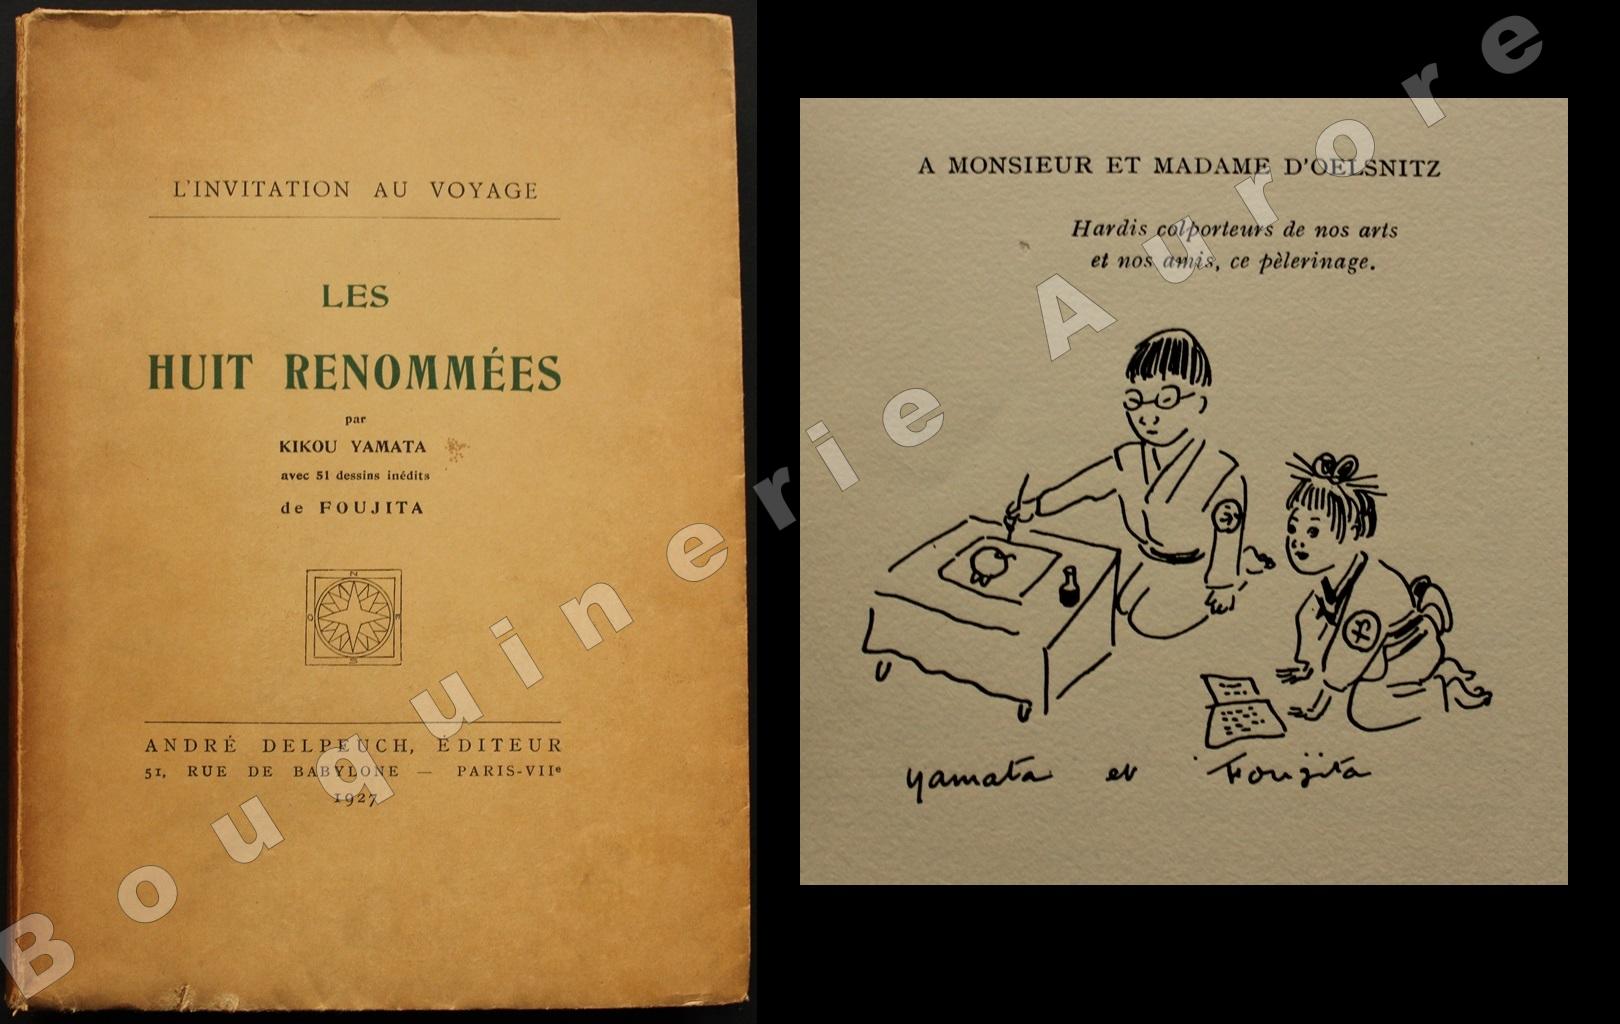 L'INVITATION AU VOYAGE
LES
HUIT RENOMMÉES
par
KIKOU YAMATA
avec 51 dessins inédits
de FOUJITA
N
O E
S
ANDRÉ DELPEUCH, ÉDITEUR
51, RUE DE BABYLONE — PARIS-VIIe
1927
A MONSIEUR ET MADAME D'OELSNITZ
Hardis colporteurs de nos arts
et nos amis, ce pèlerinage.
yamata et Foujita
Bouquinerie Aurore